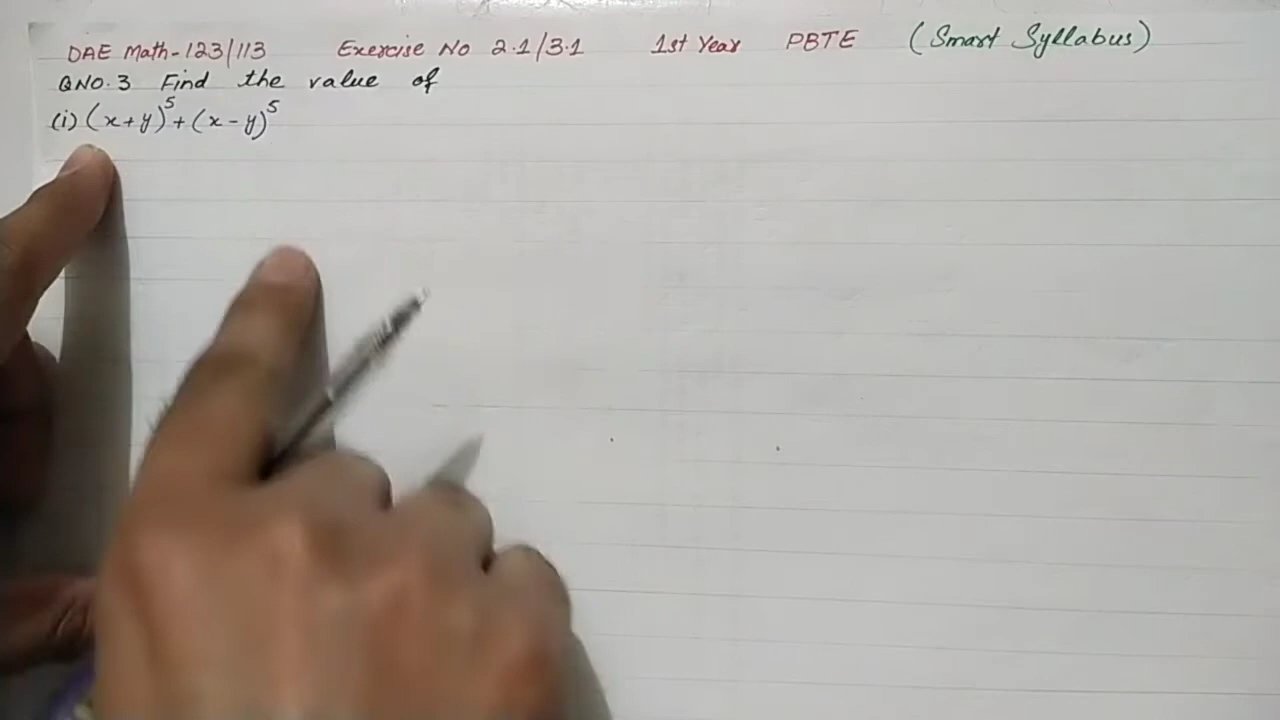 DAE Math-123/113 Exercise No 2.1/3.1 1st Year PBTE (Smart Syllabus)
QNO.3 Find the value of
(i) (x+y)⁵+(x-y)⁵